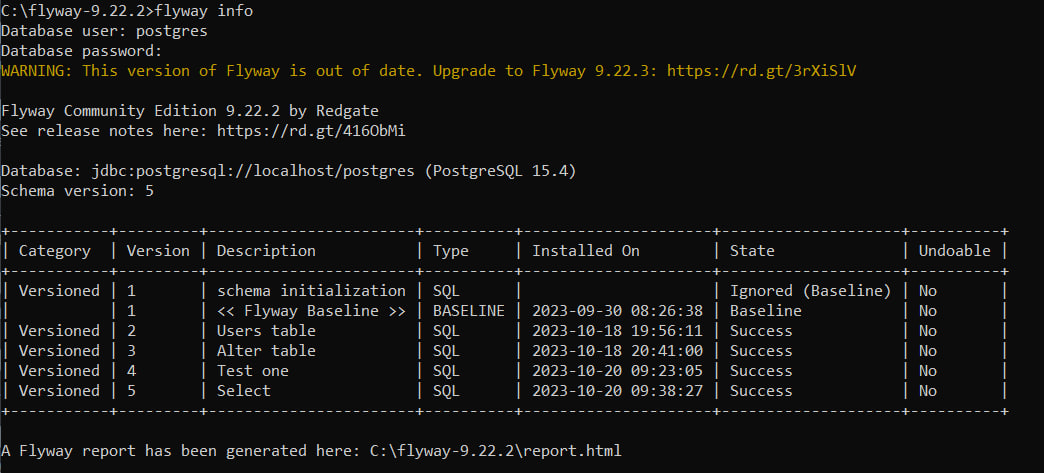 C:\flyway-9.22.2>flyway info
Database user: postgres
Database password:
WARNING: This version of Flyway is out of date. Upgrade to Flyway 9.22.3: https://rd.gt/3rXiSlV
Flyway Community Edition 9.22.2 by Redgate
See release notes here: https://rd.gt/416ObMi
Database: jdbc:postgresql://localhost/postgres (PostgreSQL 15.4)
Schema version: 5
+-----------+---------+-----------------------+----------+---------------------+--------------------+----------+
| Category  | Version | Description           | Type     | Installed On        | State              | Undoable |
+-----------+---------+-----------------------+----------+---------------------+--------------------+----------+
| Versioned | 1       | schema initialization | SQL      |                     | Ignored (Baseline) | No       |
|           | 1       | << Flyway Baseline >> | BASELINE | 2023-09-30 08:26:38 | Baseline           | No       |
| Versioned | 2       | Users table           | SQL      | 2023-10-18 19:56:11 | Success            | No       |
| Versioned | 3       | Alter table           | SQL      | 2023-10-18 20:41:00 | Success            | No       |
| Versioned | 4       | Test one              | SQL      | 2023-10-20 09:23:05 | Success            | No       |
| Versioned | 5       | Select                | SQL      | 2023-10-20 09:38:27 | Success            | No       |
+-----------+---------+-----------------------+----------+---------------------+--------------------+----------+
A Flyway report has been generated here: C:\flyway-9.22.2\report.html